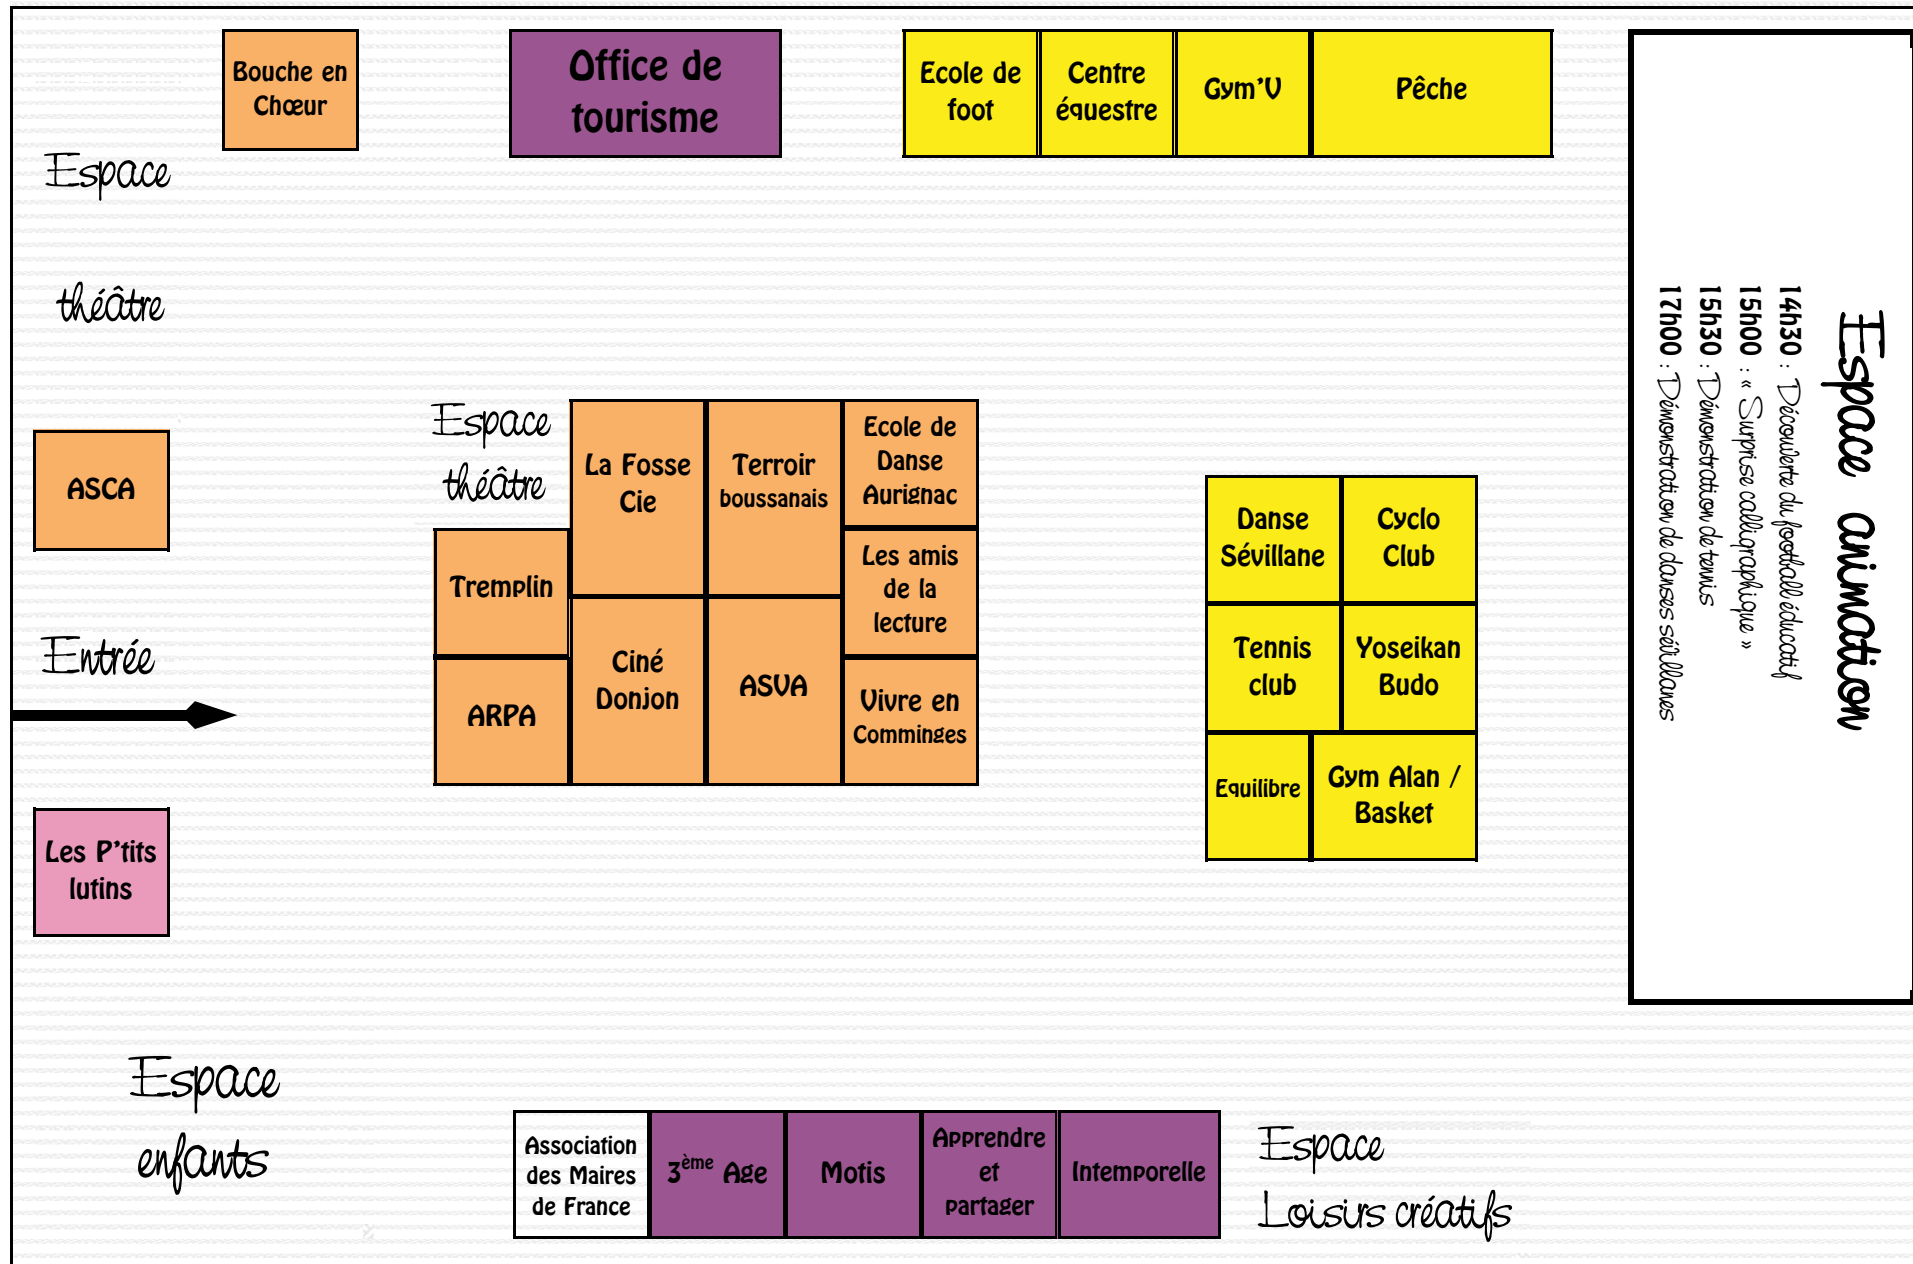 Bouche en
Chœur
Office de
tourisme
Ecole de
foot
Centre
équestre
Gym'V
Pêche
Espace
théâtre
ASCA
Entrée
Les P'tits
lutins
Espace
théâtre
La Fosse
Cie
Terroir
boussanais
Ecole de
Danse
Aurignac
Tremplin
Les amis
de la
lecture
ARPA
Ciné
Donjon
ASVA
Vivre en
Comminges
Danse
Sévillane
Cyclo
Club
Tennis
club
Yoseikan
Budo
Equilibre
Gym Alan /
Basket
Espace animation
14h30 : Découverte du football éducatif
15h00 : « Surprise calligraphique »
15h30 : Démonstration de tennis
17h00 : Démonstration de danses sévillanes
Espace
enfants
Association
des Maires
de France
3ème Age
Motis
Apprendre
et
partager
Intemporelle
Espace
Loisirs créatifs